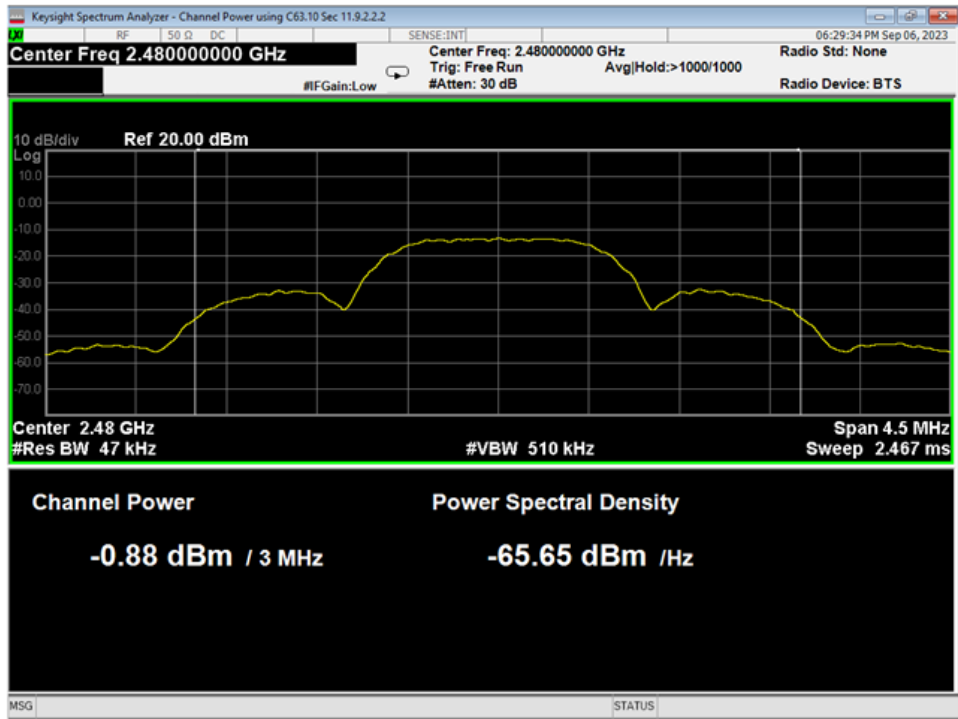 Keysight Spectrum Analyzer - Channel Power using C63.10 Sec 11.9.2.2.2
LXI RF 50 Ω DC SENSE:INT 06:29:34 PM Sep 06, 2023
Center Freq 2.480000000 GHz Center Freq: 2.480000000 GHz Radio Std: None
Trig: Free Run Avg|Hold:>1000/1000
#IFGain:Low #Atten: 30 dB Radio Device: BTS
10 dB/div Ref 20.00 dBm
Log
10.0
0.00
-10.0
-20.0
-30.0
-40.0
-50.0
-60.0
-70.0
Center 2.48 GHz Span 4.5 MHz
#Res BW 47 kHz #VBW 510 kHz Sweep 2.467 ms
Channel Power Power Spectral Density
-0.88 dBm / 3 MHz -65.65 dBm /Hz
MSG STATUS